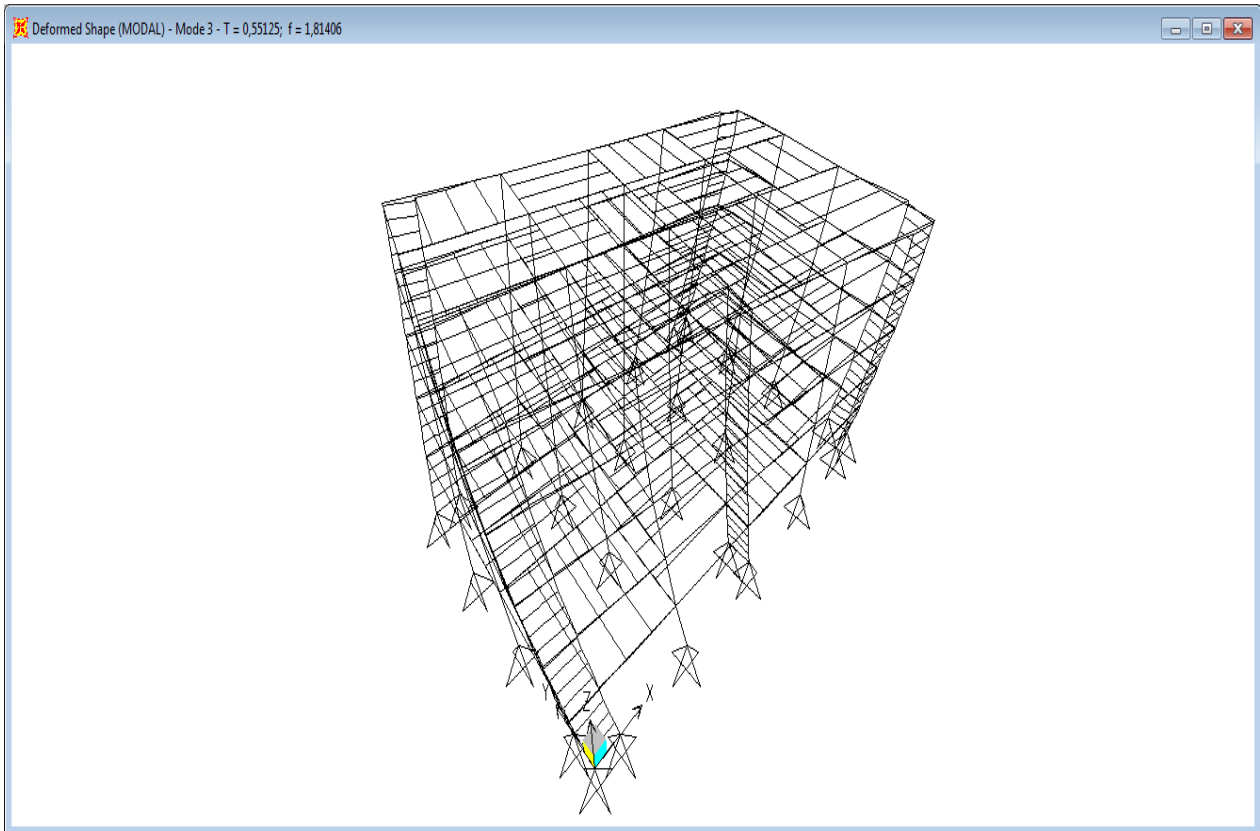 Deformed Shape (MODAL) - Mode 3 - T = 0,55125; f = 1,81406
Y Z X